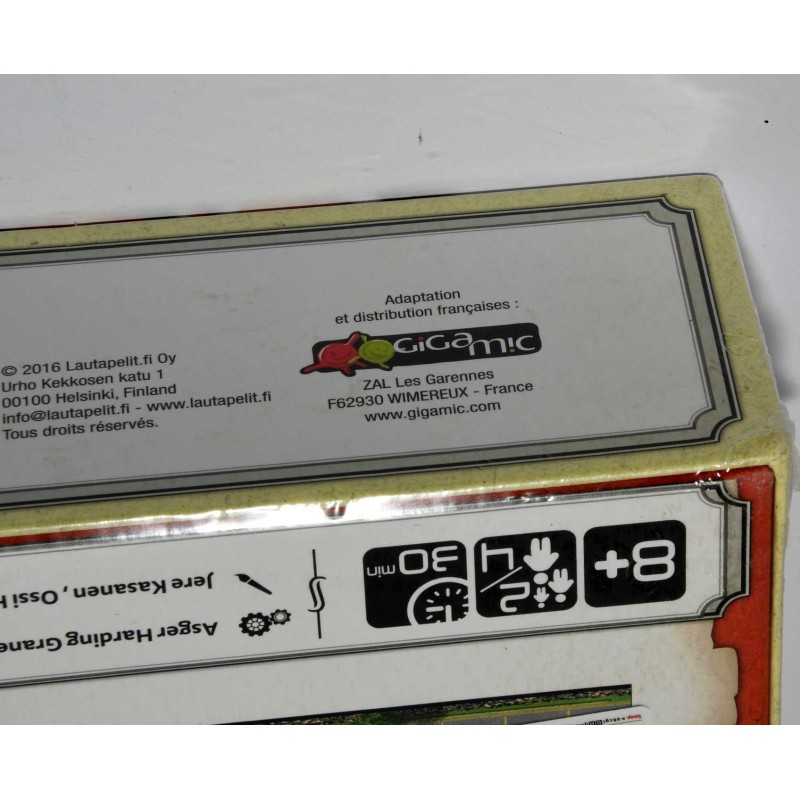 Adaptation
et distribution françaises :
GiGamic
ZAL Les Garennes
F62930 WIMEREUX - France
www.gigamic.com
© 2016 Lautapelit.fi Oy
Urho Kekkosen katu 1
00100 Helsinki, Finland
info@lautapelit.fi - www.lautapelit.fi
Tous droits réservés.
8+
2/4
30 min
Asger Harding
Jere Kasanen, Ossi